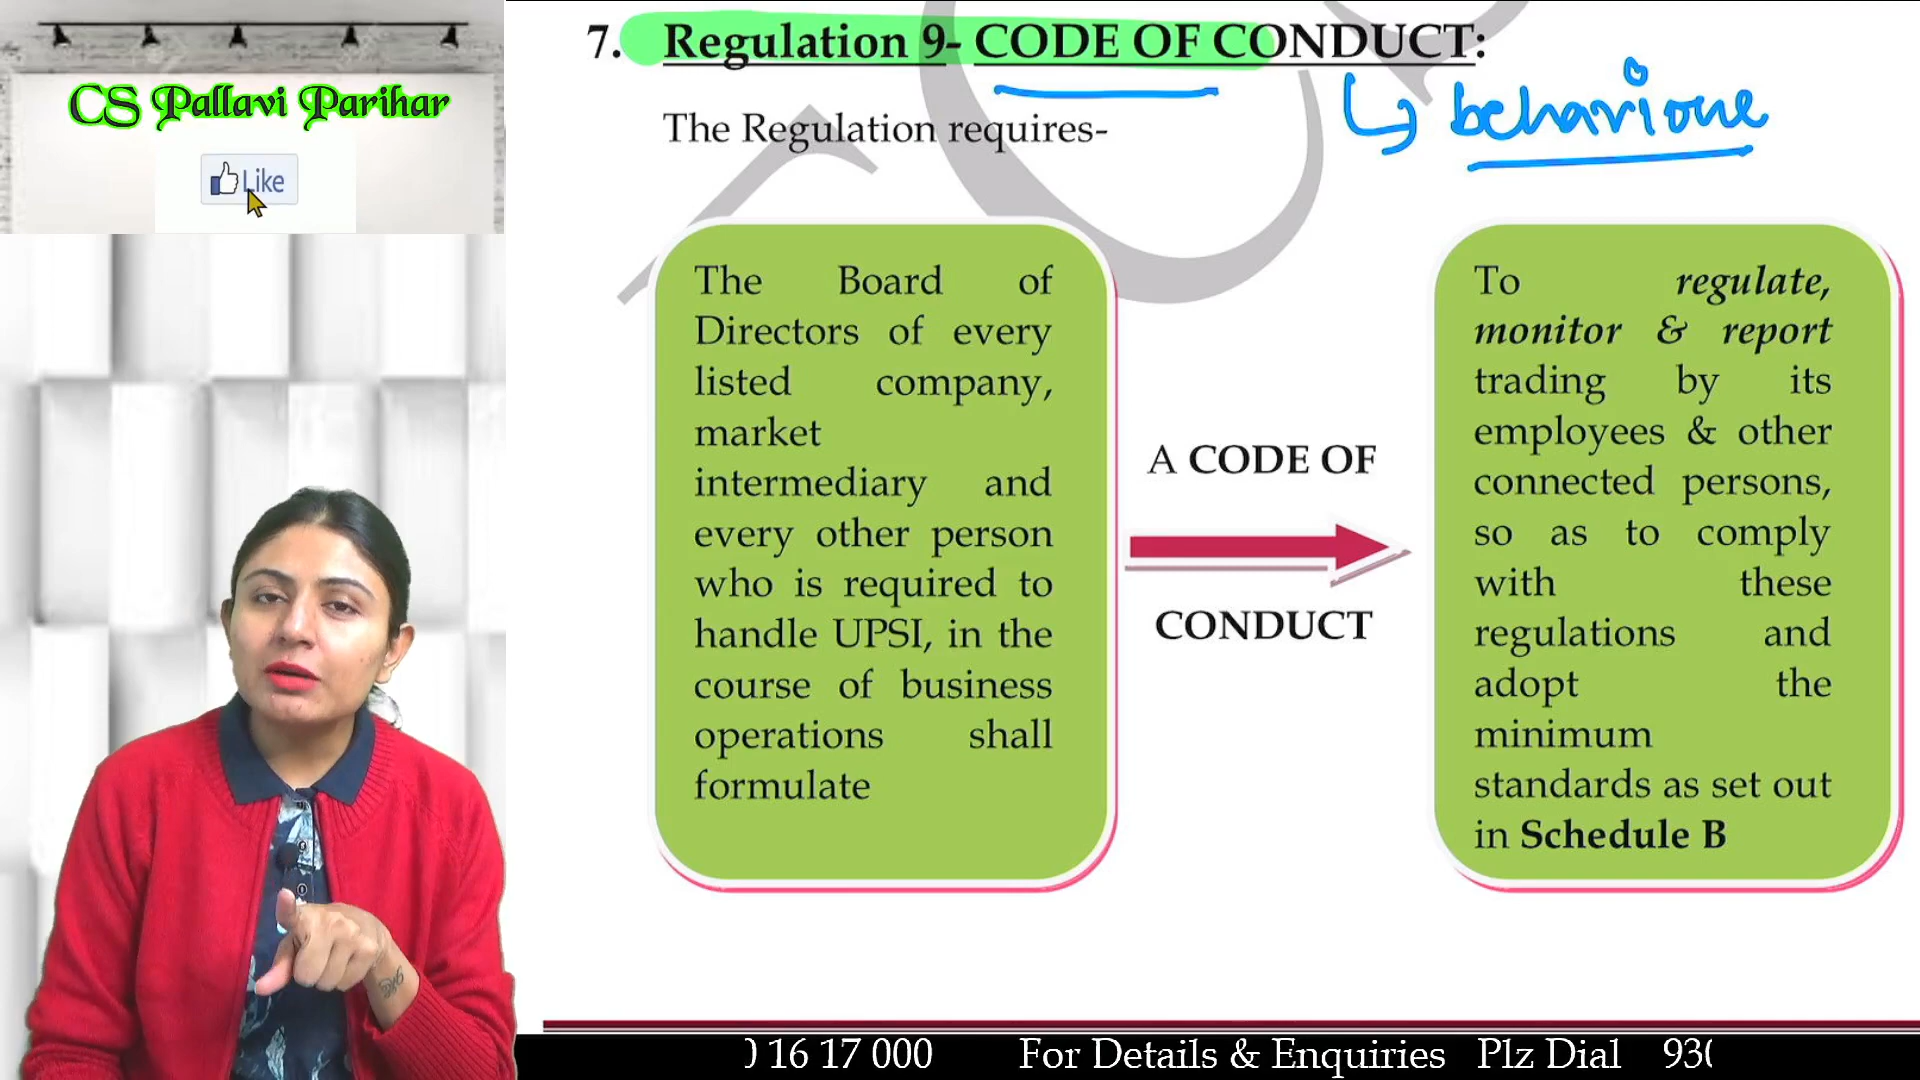 CS Pallavi Parihar
Like
7. Regulation 9- CODE OF CONDUCT:
behaviour
The Regulation requires-
The Board of
Directors of every
listed company,
market
intermediary and
every other person
who is required to
handle UPSI, in the
course of business
operations shall
formulate
A CODE OF
CONDUCT
To regulate,
monitor & report
trading by its
employees & other
connected persons,
so as to comply
with these
regulations and
adopt the
minimum
standards as set out
in Schedule B
16 17 000 For Details & Enquiries Plz Dial 930